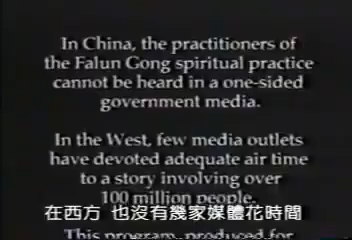 In China, the practitioners of
the Falun Gong spiritual practice
cannot be heard in a one-sided
government media.
In the West, few media outlets
have devoted adequate air time
to a story involving over
100 million people.
在西方 也沒有幾家媒體花時間
This program, produced for